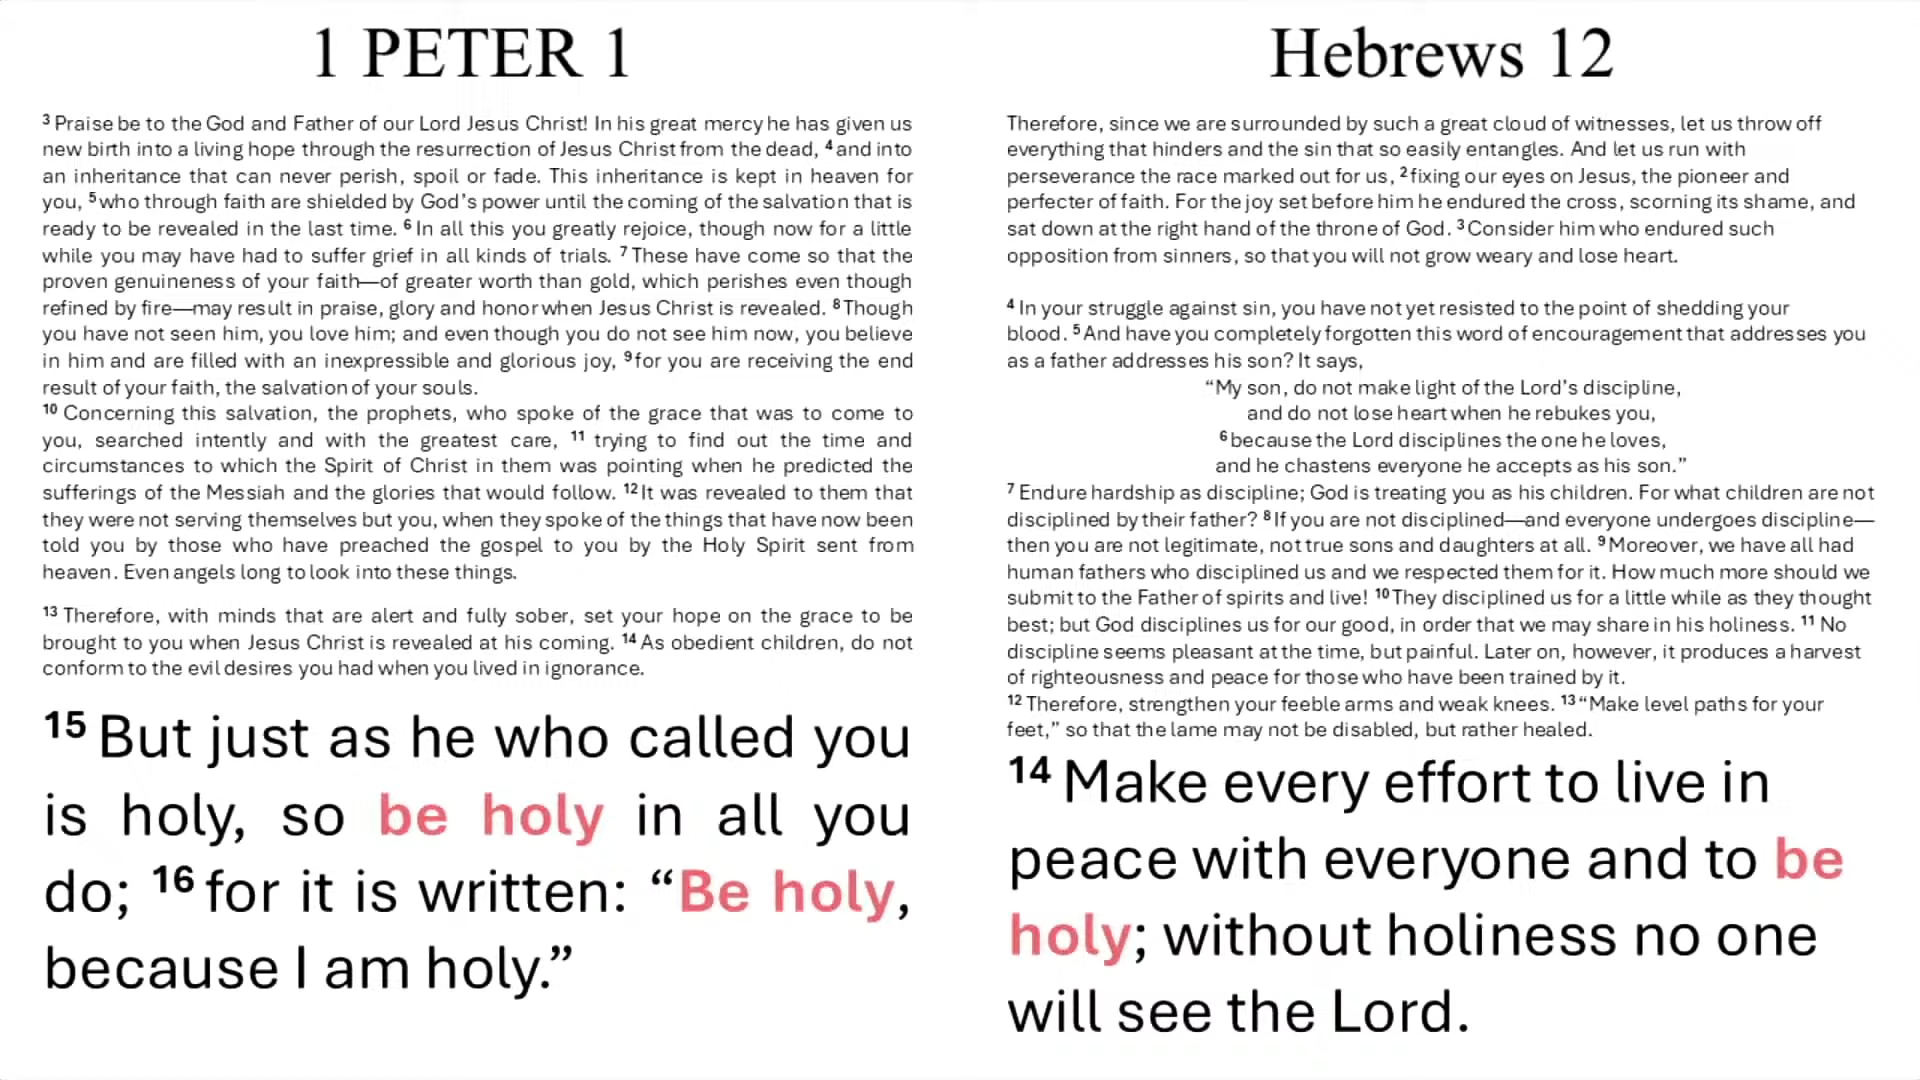 1 PETER 1
³ Praise be to the God and Father of our Lord Jesus Christ! In his great mercy he has given us
new birth into a living hope through the resurrection of Jesus Christ from the dead, ⁴ and into
an inheritance that can never perish, spoil or fade. This inheritance is kept in heaven for
you, ⁵ who through faith are shielded by God’s power until the coming of the salvation that is
ready to be revealed in the last time. ⁶ In all this you greatly rejoice, though now for a little
while you may have had to suffer grief in all kinds of trials. ⁷ These have come so that the
proven genuineness of your faith—of greater worth than gold, which perishes even though
refined by fire—may result in praise, glory and honor when Jesus Christ is revealed. ⁸ Though
you have not seen him, you love him; and even though you do not see him now, you believe
in him and are filled with an inexpressible and glorious joy, ⁹ for you are receiving the end
result of your faith, the salvation of your souls.
¹⁰ Concerning this salvation, the prophets, who spoke of the grace that was to come to
you, searched intently and with the greatest care, ¹¹ trying to find out the time and
circumstances to which the Spirit of Christ in them was pointing when he predicted the
sufferings of the Messiah and the glories that would follow. ¹² It was revealed to them that
they were not serving themselves but you, when they spoke of the things that have now been
told you by those who have preached the gospel to you by the Holy Spirit sent from
heaven. Even angels long to look into these things.
¹³ Therefore, with minds that are alert and fully sober, set your hope on the grace to be
brought to you when Jesus Christ is revealed at his coming. ¹⁴ As obedient children, do not
conform to the evil desires you had when you lived in ignorance.
¹⁵ But just as he who called you
is holy, so be holy in all you
do; ¹⁶ for it is written: “Be holy,
because I am holy.”
Hebrews 12
Therefore, since we are surrounded by such a great cloud of witnesses, let us throw off
everything that hinders and the sin that so easily entangles. And let us run with
perseverance the race marked out for us, ² fixing our eyes on Jesus, the pioneer and
perfecter of faith. For the joy set before him he endured the cross, scorning its shame, and
sat down at the right hand of the throne of God. ³ Consider him who endured such
opposition from sinners, so that you will not grow weary and lose heart.
⁴ In your struggle against sin, you have not yet resisted to the point of shedding your
blood. ⁵ And have you completely forgotten this word of encouragement that addresses you
as a father addresses his son? It says,
“My son, do not make light of the Lord’s discipline,
and do not lose heart when he rebukes you,
⁶ because the Lord disciplines the one he loves,
and he chastens everyone he accepts as his son.”
⁷ Endure hardship as discipline; God is treating you as his children. For what children are not
disciplined by their father? ⁸ If you are not disciplined—and everyone undergoes discipline—
then you are not legitimate, not true sons and daughters at all. ⁹ Moreover, we have all had
human fathers who disciplined us and we respected them for it. How much more should we
submit to the Father of spirits and live! ¹⁰ They disciplined us for a little while as they thought
best; but God disciplines us for our good, in order that we may share in his holiness. ¹¹ No
discipline seems pleasant at the time, but painful. Later on, however, it produces a harvest
of righteousness and peace for those who have been trained by it.
¹² Therefore, strengthen your feeble arms and weak knees. ¹³ “Make level paths for your
feet,” so that the lame may not be disabled, but rather healed.
¹⁴ Make every effort to live in
peace with everyone and to be
holy; without holiness no one
will see the Lord.